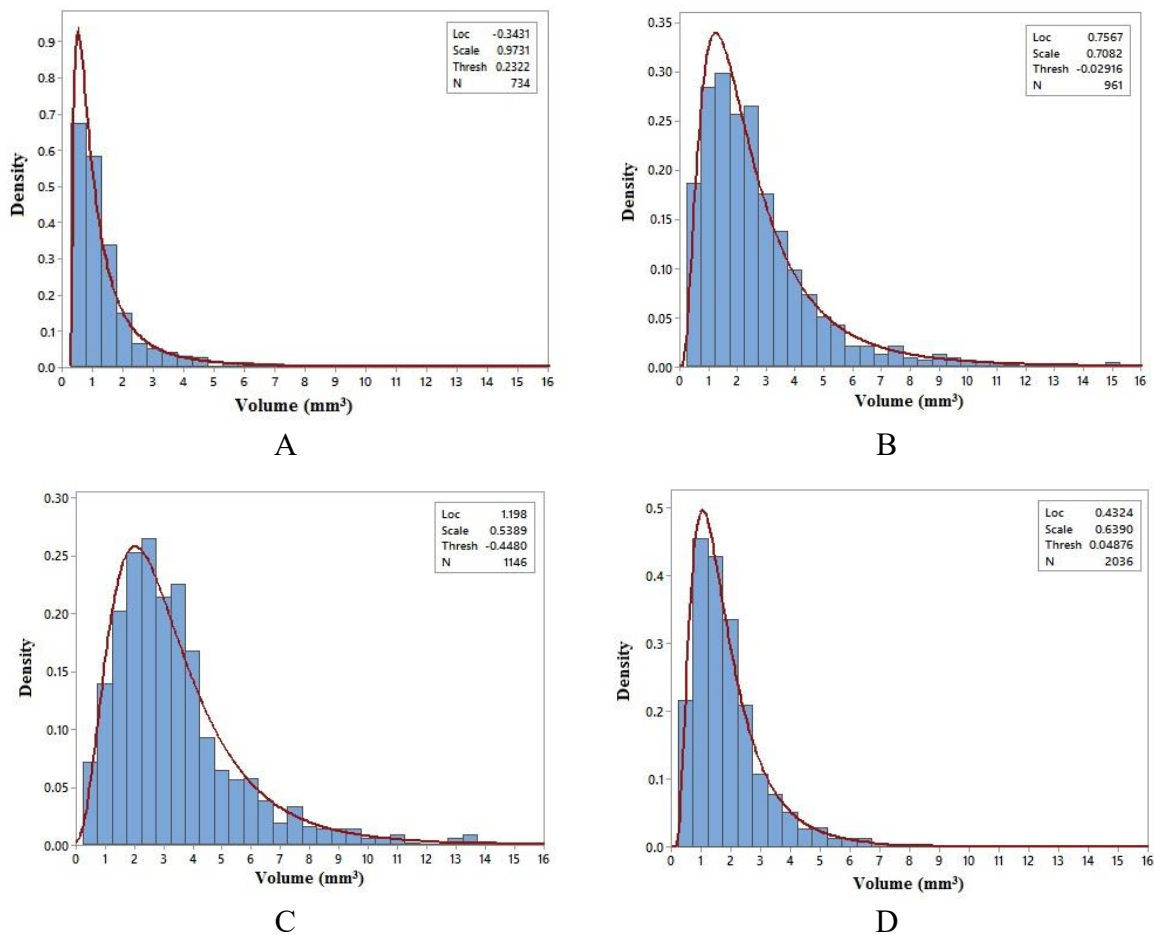 Loc -0.3431
Scale 0.9731
Thresh 0.2322
N 734
0.9
0.8
0.7
0.6
0.5
0.4
0.3
0.2
0.1
0.0
Density
0 1 2 3 4 5 6 7 8 9 10 11 12 13 14 15 16
Volume (mm³)
A
Loc 0.7567
Scale 0.7082
Thresh -0.02916
N 961
0.35
0.30
0.25
0.20
0.15
0.10
0.05
0.00
Density
0 1 2 3 4 5 6 7 8 9 10 11 12 13 14 15 16
Volume (mm³)
B
Loc 1.198
Scale 0.5389
Thresh -0.4480
N 1146
0.30
0.25
0.20
0.15
0.10
0.05
0.00
Density
0 1 2 3 4 5 6 7 8 9 10 11 12 13 14 15 16
Volume (mm³)
C
Loc 0.4324
Scale 0.6390
Thresh 0.04876
N 2036
0.5
0.4
0.3
0.2
0.1
0.0
Density
0 1 2 3 4 5 6 7 8 9 10 11 12 13 14 15 16
Volume (mm³)
D